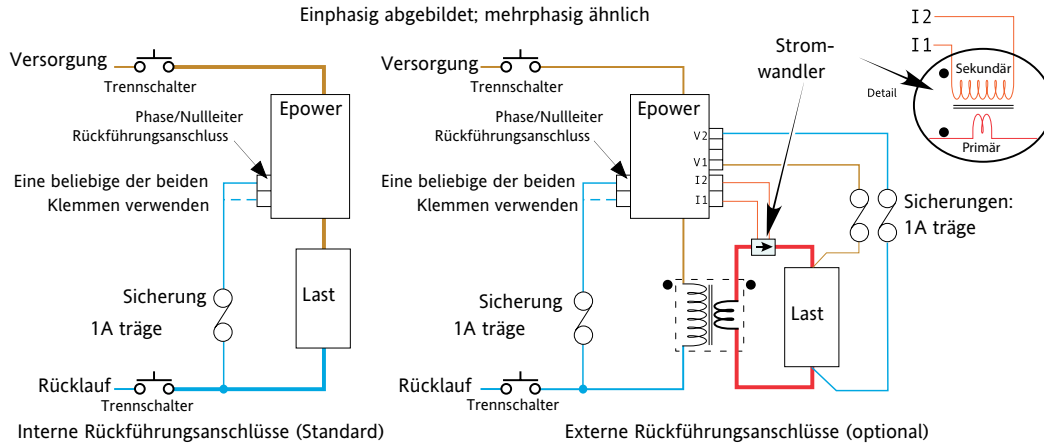 Einphasig abgebildet; mehrphasig ähnlich
Versorgung
Trennschalter
Epower
Phase/Nullleiter
Rückführungsanschluss
Eine beliebige der beiden
Klemmen verwenden
Sicherung
1A träge
Last
Rücklauf
Trennschalter
Interne Rückführungsanschlüsse (Standard)
Versorgung
Trennschalter
Epower
Phase/Nullleiter
Rückführungsanschluss
Eine beliebige der beiden
Klemmen verwenden
V2
V1
I2
I1
Strom-
wandler
I2
I1
Sekundär
Detail
Primär
Sicherungen:
1A träge
Sicherung
1A träge
Last
Rücklauf
Trennschalter
Externe Rückführungsanschlüsse (optional)